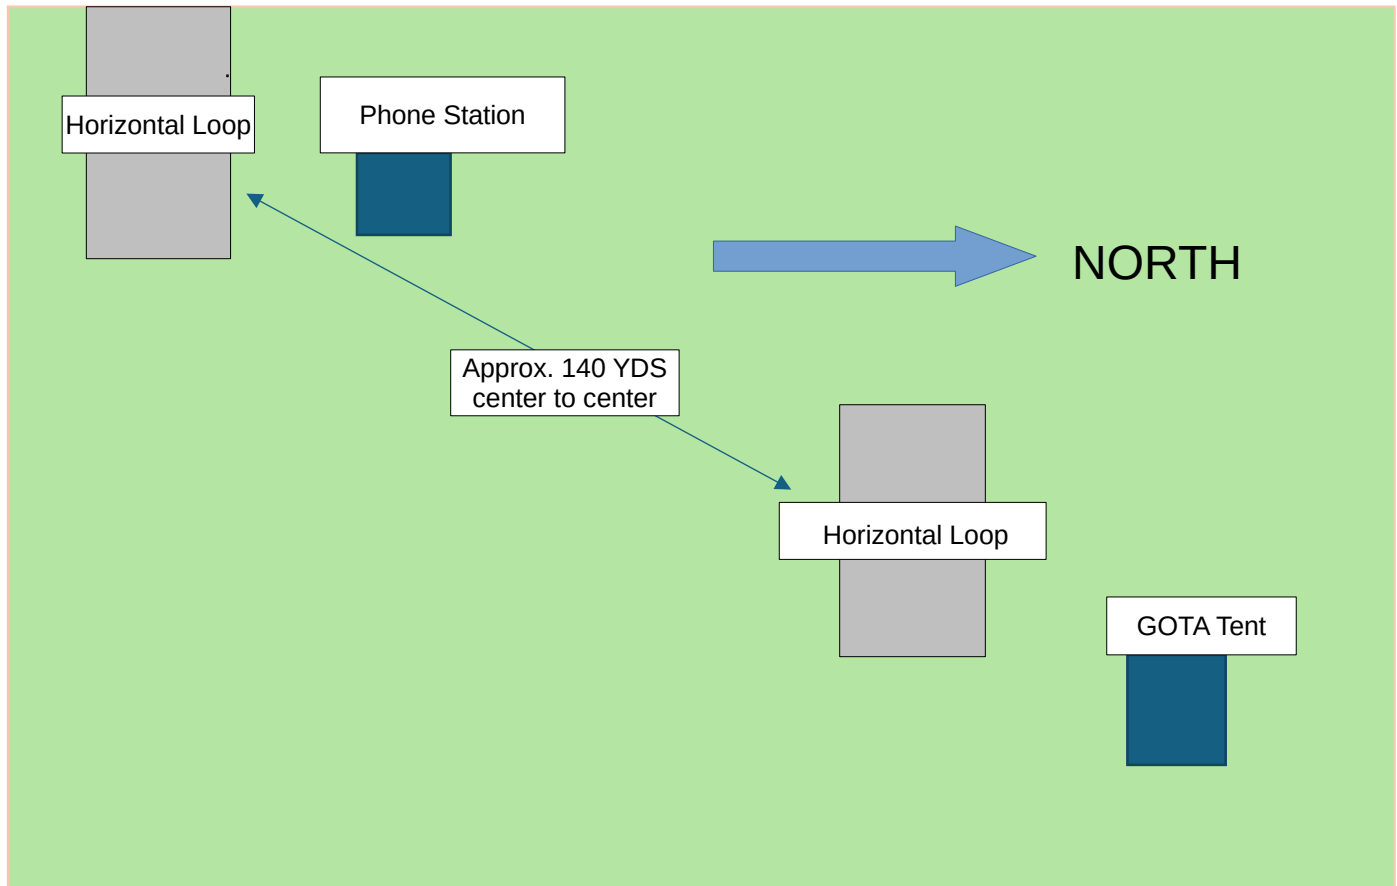 Horizontal Loop
Phone Station
NORTH
Approx. 140 YDS
center to center
Horizontal Loop
GOTA Tent